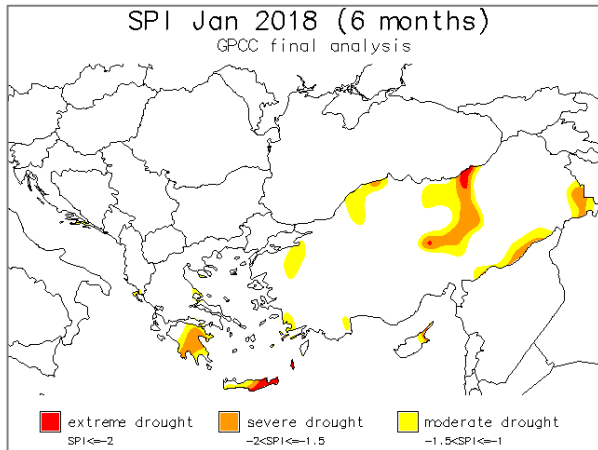 SPI Jan 2018 (6 months)
GPCC final analysis
extreme drought severe drought moderate drought
SPI<=-2 -2<SPI<=-1.5 -1.5<SPI<=-1